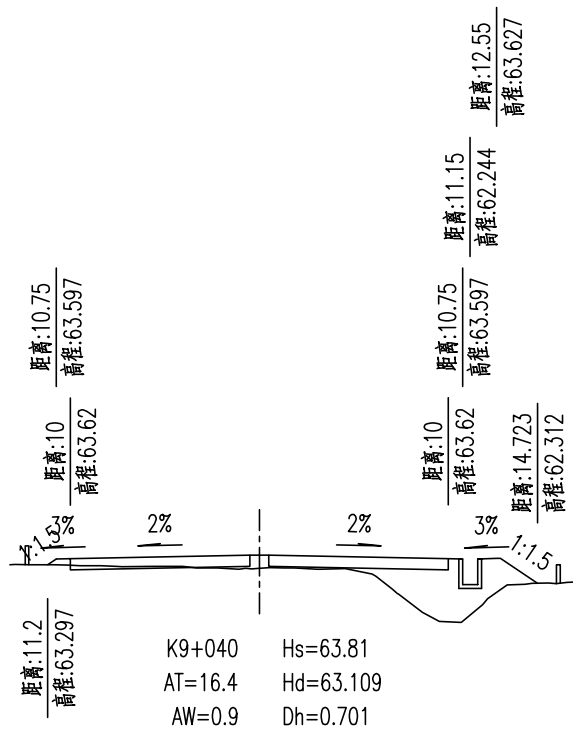 距离:12.55
高程:63.627
距离:11.15
高程:62.244
距离:10.75
高程:63.597
距离:10.75
高程:63.597
距离:10
高程:63.62
距离:10
高程:63.62
距离:14.723
高程:62.312
1:1.5
3%
2%
2%
3%
1:1.5
距离:11.2
高程:63.297
K9+040
Hs=63.81
AT=16.4
Hd=63.109
AW=0.9
Dh=0.701